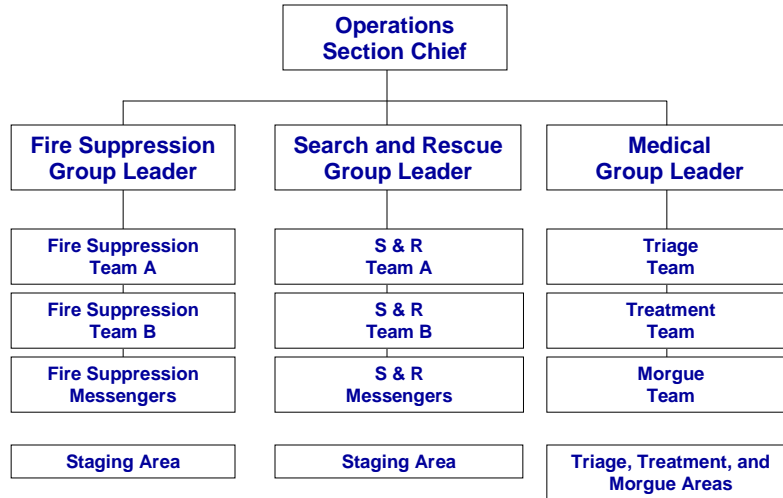 Operations
Section Chief
Fire Suppression
Group Leader
Search and Rescue
Group Leader
Medical
Group Leader
Fire Suppression
Team A
S & R
Team A
Triage
Team
Fire Suppression
Team B
S & R
Team B
Treatment
Team
Fire Suppression
Messengers
S & R
Messengers
Morgue
Team
Staging Area
Staging Area
Triage, Treatment, and
Morgue Areas